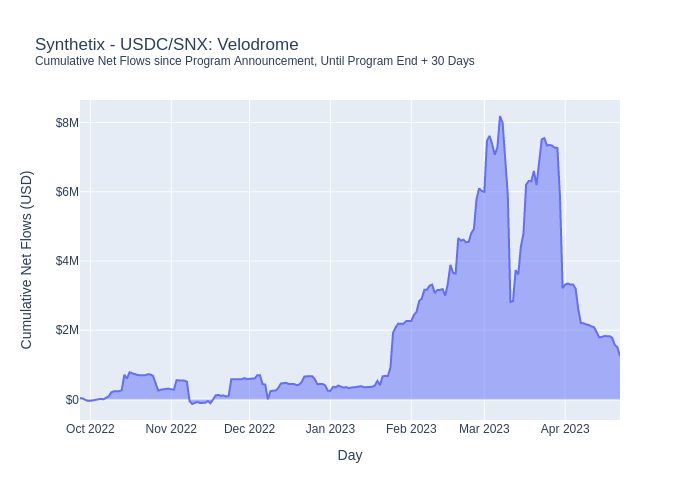 Synthetix - USDC/SNX: Velodrome
Cumulative Net Flows since Program Announcement, Until Program End + 30 Days
Cumulative Net Flows (USD)
$8M
$6M
$4M
$2M
$0
Oct 2022 Nov 2022 Dec 2022 Jan 2023 Feb 2023 Mar 2023 Apr 2023
Day